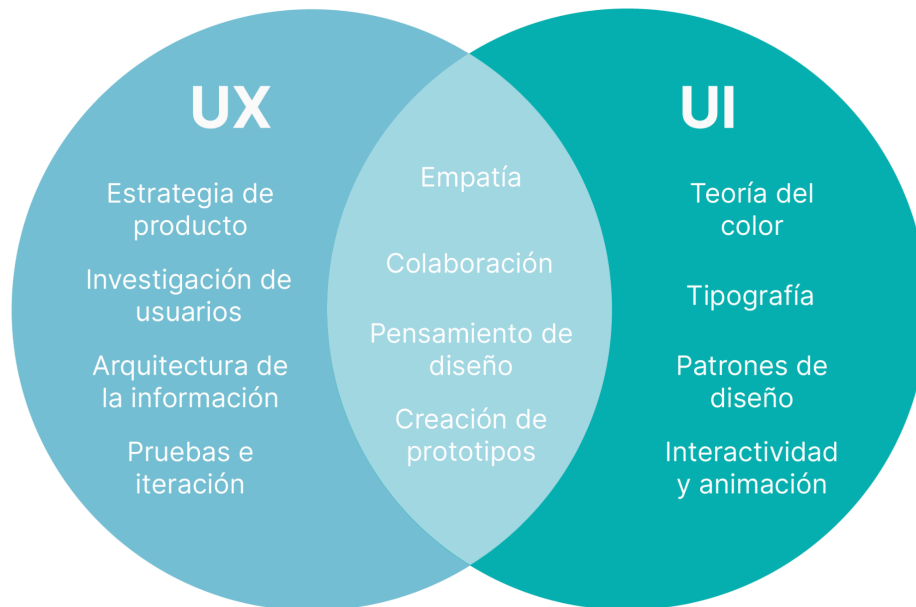 UX
Estrategia de
producto
Investigación de
usuarios
Arquitectura de
la información
Pruebas e
iteración
Empatía
Colaboración
Pensamiento de
diseño
Creación de
prototipos
UI
Teoría del
color
Tipografía
Patrones de
diseño
Interactividad
y animación